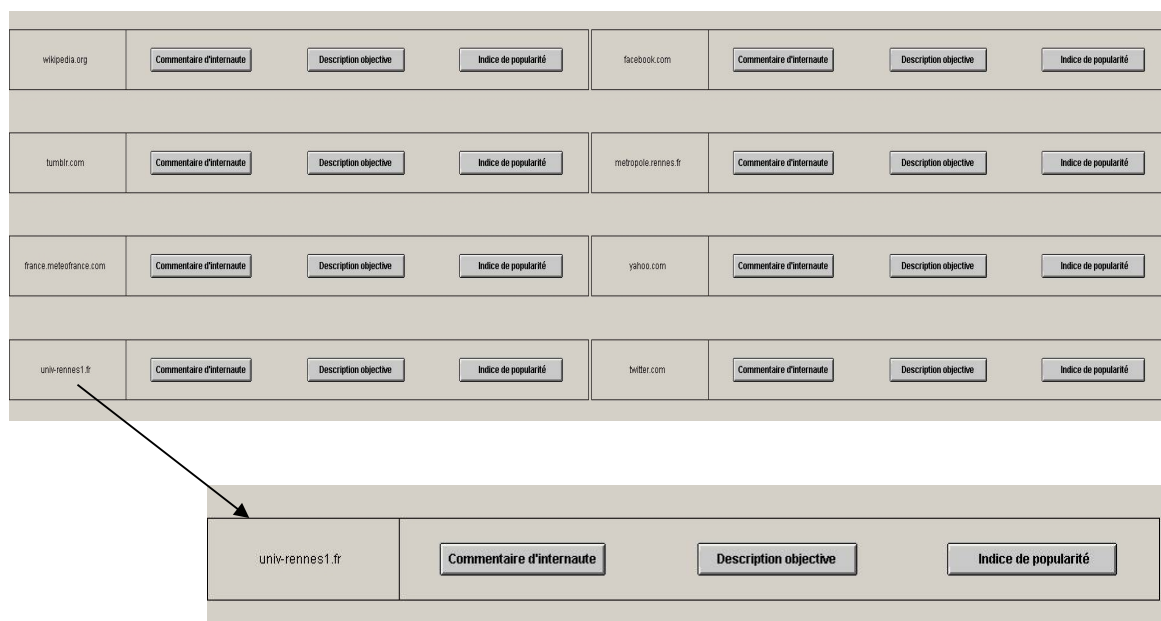 wikipedia.org Commentaire d'internaute Description objective Indice de popularité facebook.com Commentaire d'internaute Description objective Indice de popularité
tumblr.com Commentaire d'internaute Description objective Indice de popularité metropole.rennes.fr Commentaire d'internaute Description objective Indice de popularité
france.meteofrance.com Commentaire d'internaute Description objective Indice de popularité yahoo.com Commentaire d'internaute Description objective Indice de popularité
univ-rennes1.fr Commentaire d'internaute Description objective Indice de popularité twitter.com Commentaire d'internaute Description objective Indice de popularité
univ-rennes1.fr Commentaire d'internaute Description objective Indice de popularité